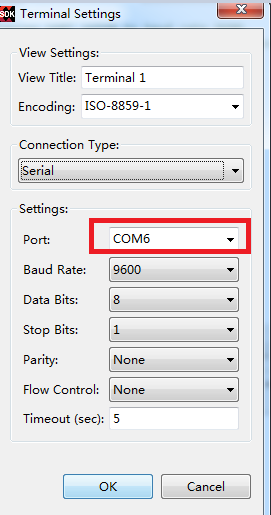 SDK Terminal Settings
View Settings:
View Title: Terminal 1
Encoding: ISO-8859-1
Connection Type:
Serial
Settings:
Port: COM6
Baud Rate: 9600
Data Bits: 8
Stop Bits: 1
Parity: None
Flow Control: None
Timeout (sec): 5
OK Cancel